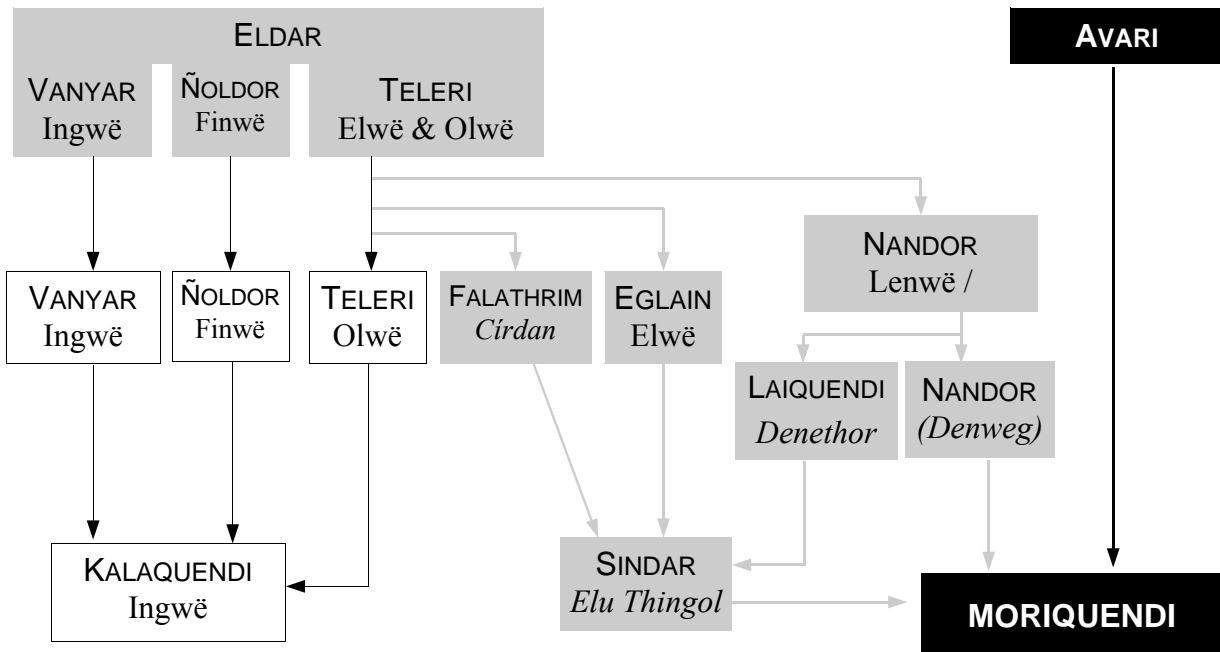 ELDAR
AVARI
VANYAR
Ingwë
ÑOLDOR
Finwë
TELERI
Elwë & Olwë
VANYAR
Ingwë
ÑOLDOR
Finwë
TELERI
Olwë
FALATHRIM
Círdan
EGLAIN
Elwë
NANDOR
Lenwë /
LAIQUENDI
Denethor
NANDOR
(Denweg)
KALAQUENDI
Ingwë
SINDAR
Elu Thingol
MORIQUENDI